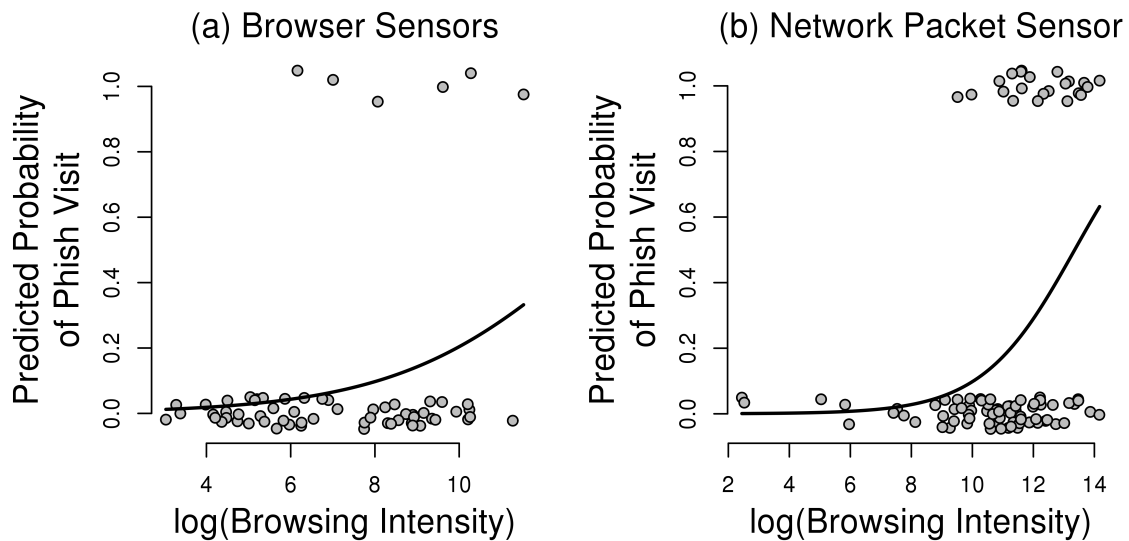 (a) Browser Sensors
Predicted Probability
of Phish Visit
1.0
0.8
0.6
0.4
0.2
0.0
4 6 8 10
log(Browsing Intensity)
(b) Network Packet Sensor
Predicted Probability
of Phish Visit
1.0
0.8
0.6
0.4
0.2
0.0
2 4 6 8 10 12 14
log(Browsing Intensity)